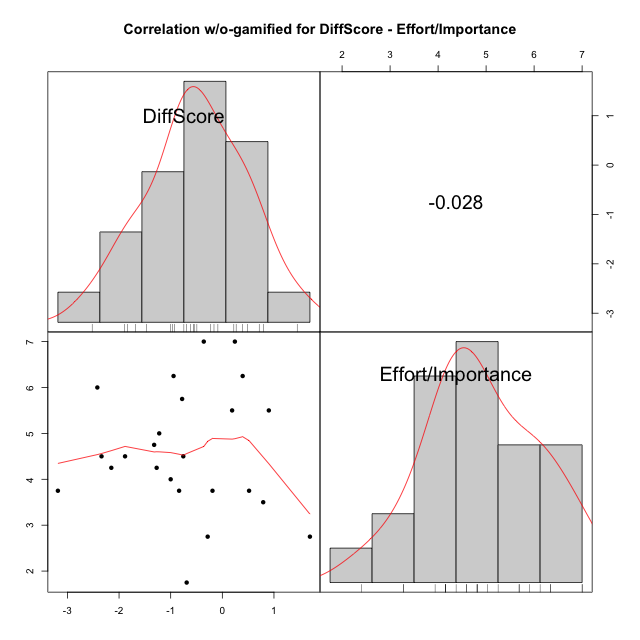 Correlation w/o-gamified for DiffScore - Effort/Importance
2 3 4 5 6 7
DiffScore
1
0
-1
-2
-3
-0.028
7
6
5
4
3
2
Effort/Importance
-3 -2 -1 0 1